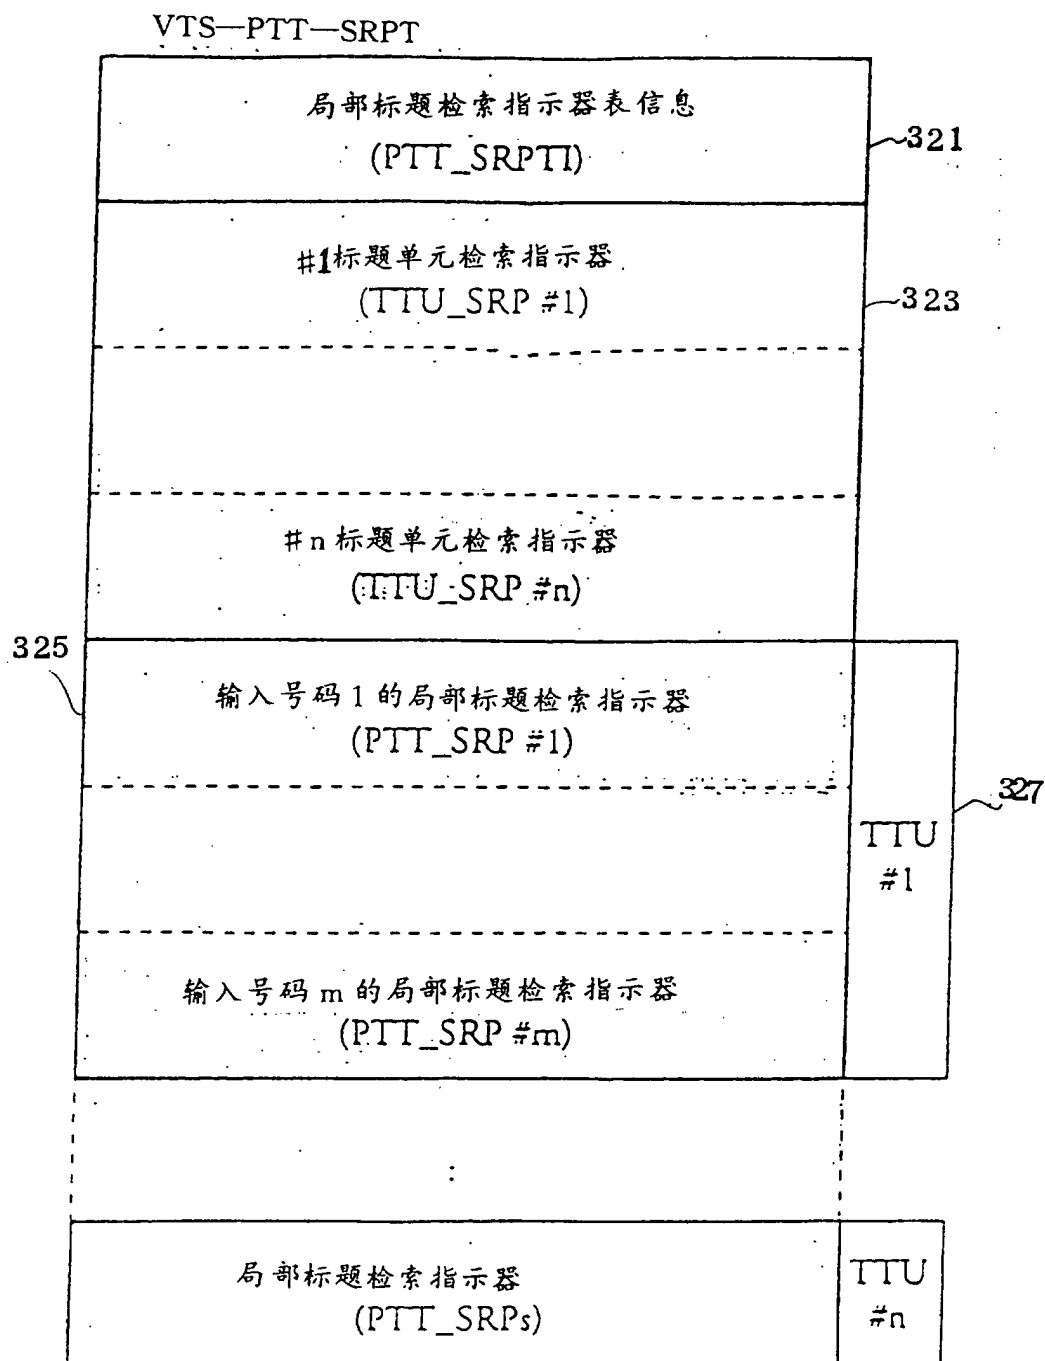 VTS—PTT—SRPT
局部标题检索指示器表信息
(PTT_SRPTI)
321
#1标题单元检索指示器
(TTU_SRP #1)
323
#n标题单元检索指示器
(TTU_SRP #n)
325
输入号码1的局部标题检索指示器
(PTT_SRP #1)
327
TTU
#1
输入号码m的局部标题检索指示器
(PTT_SRP #m)
:
局部标题检索指示器
(PTT_SRPs)
TTU
#n